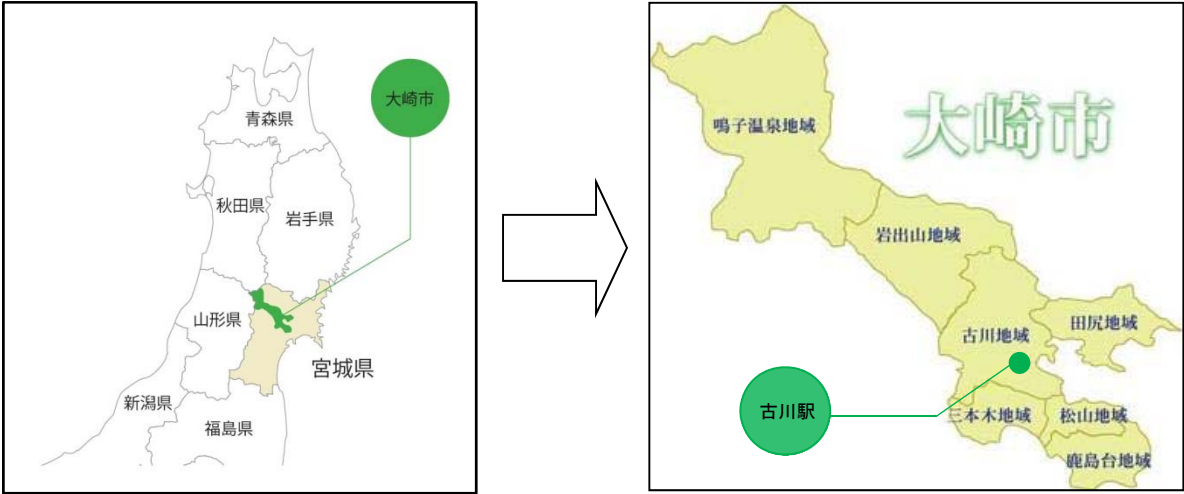 大崎市
青森県
秋田県
岩手県
山形県
宮城県
新潟県
福島県
大崎市
鳴子温泉地域
岩出山地域
古川地域
田尻地域
古川駅
三本木地域
松山地域
鹿島台地域